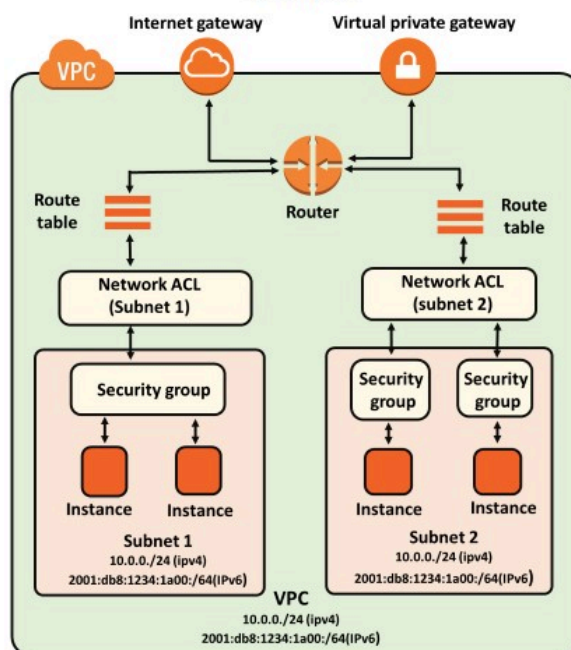 Internet gateway
Virtual private gateway
VPC
Route
table
Router
Route
table
Network ACL
(Subnet 1)
Network ACL
(subnet 2)
Security group
Security
group
Security
group
Instance
Instance
Instance
Instance
Subnet 1
10.0.0./24 (ipv4)
2001:db8:1234:1a00:/64(IPv6)
Subnet 2
10.0.0./24 (ipv4)
2001:db8:1234:1a00:/64(IPv6)
VPC
10.0.0./24 (ipv4)
2001:db8:1234:1a00:/64(IPv6)